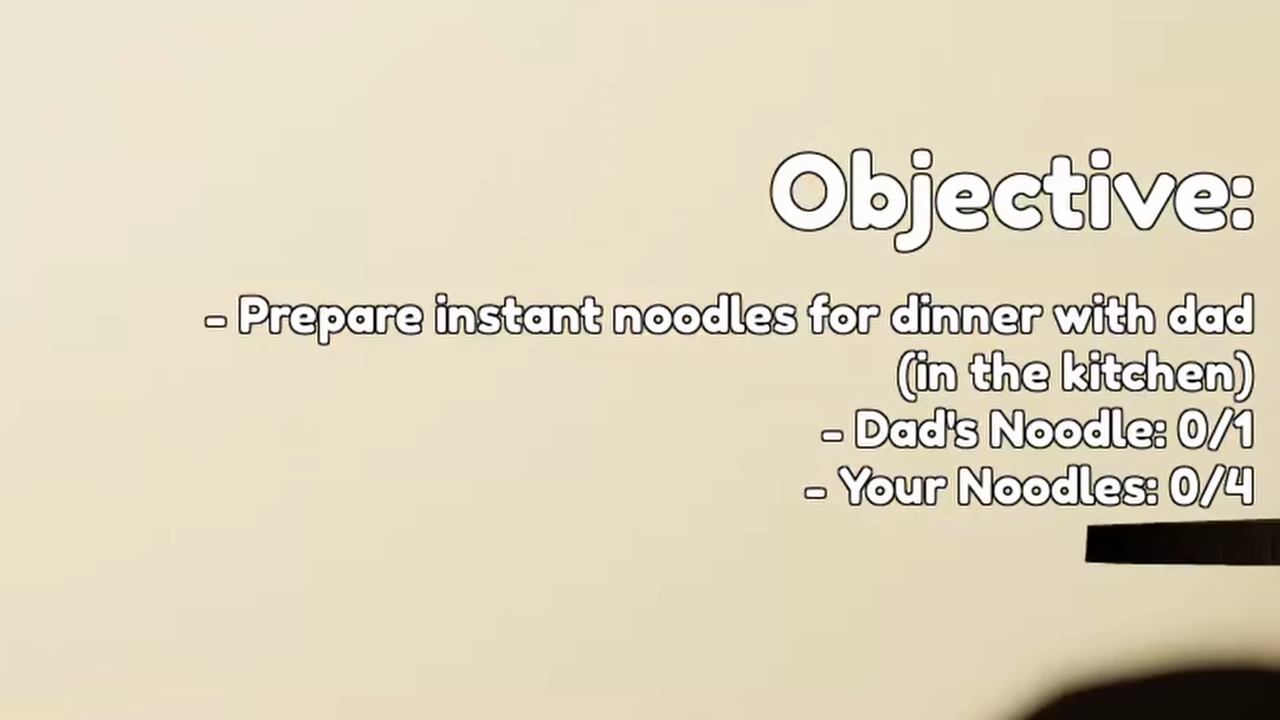 Objective:
- Prepare instant noodles for dinner with dad
(in the kitchen)
- Dad's Noodle: 0/1
- Your Noodles: 0/4